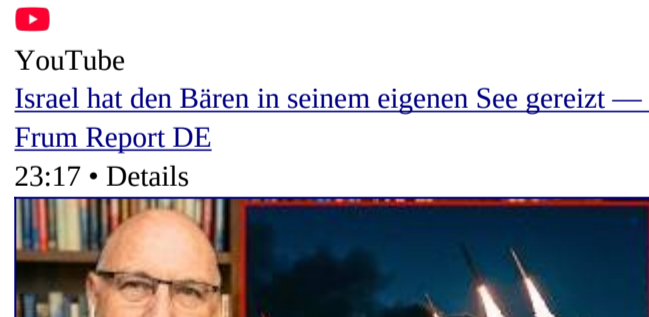 YouTube
Israel hat den Bären in seinem eigenen See gereizt —
Frum Report DE
23:17 • Details